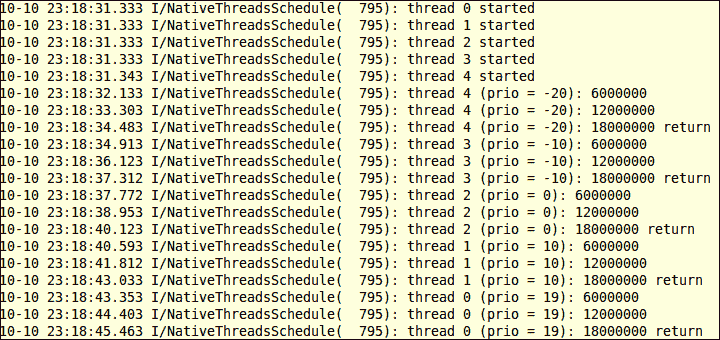 10-10 23:18:31.333 I/NativeThreadsSchedule(  795): thread 0 started
10-10 23:18:31.333 I/NativeThreadsSchedule(  795): thread 1 started
10-10 23:18:31.333 I/NativeThreadsSchedule(  795): thread 2 started
10-10 23:18:31.333 I/NativeThreadsSchedule(  795): thread 3 started
10-10 23:18:31.343 I/NativeThreadsSchedule(  795): thread 4 started
10-10 23:18:32.133 I/NativeThreadsSchedule(  795): thread 4 (prio = -20): 6000000
10-10 23:18:33.303 I/NativeThreadsSchedule(  795): thread 4 (prio = -20): 12000000
10-10 23:18:34.483 I/NativeThreadsSchedule(  795): thread 4 (prio = -20): 18000000 return
10-10 23:18:34.913 I/NativeThreadsSchedule(  795): thread 3 (prio = -10): 6000000
10-10 23:18:36.123 I/NativeThreadsSchedule(  795): thread 3 (prio = -10): 12000000
10-10 23:18:37.312 I/NativeThreadsSchedule(  795): thread 3 (prio = -10): 18000000 return
10-10 23:18:37.772 I/NativeThreadsSchedule(  795): thread 2 (prio = 0): 6000000
10-10 23:18:38.953 I/NativeThreadsSchedule(  795): thread 2 (prio = 0): 12000000
10-10 23:18:40.123 I/NativeThreadsSchedule(  795): thread 2 (prio = 0): 18000000 return
10-10 23:18:40.593 I/NativeThreadsSchedule(  795): thread 1 (prio = 10): 6000000
10-10 23:18:41.812 I/NativeThreadsSchedule(  795): thread 1 (prio = 10): 12000000
10-10 23:18:43.033 I/NativeThreadsSchedule(  795): thread 1 (prio = 10): 18000000 return
10-10 23:18:43.353 I/NativeThreadsSchedule(  795): thread 0 (prio = 19): 6000000
10-10 23:18:44.403 I/NativeThreadsSchedule(  795): thread 0 (prio = 19): 12000000
10-10 23:18:45.463 I/NativeThreadsSchedule(  795): thread 0 (prio = 19): 18000000 return